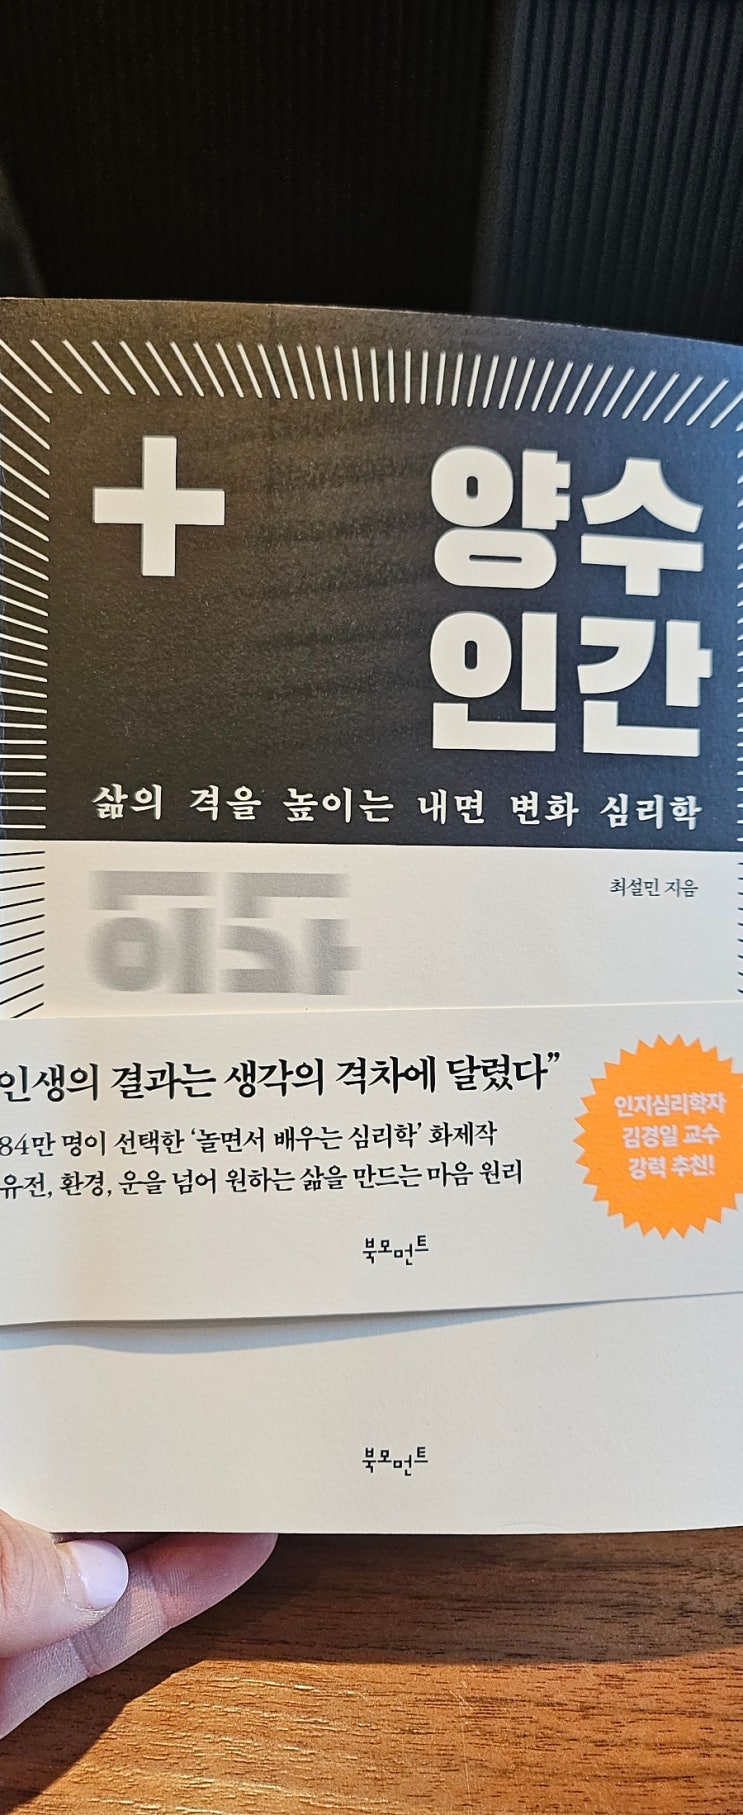 + 양수
인간
삶의 격을 높이는 내면 변화 심리학
최설민 지음
인간
인생의 결과는 생각의 격차에 달렸다”
84만 명이 선택한 ‘놀면서 배우는 심리학’ 화제작
유전, 환경, 운을 넘어 원하는 삶을 만드는 마음 원리
인지심리학자
김경일 교수
강력 추천!
북모먼트
북모먼트